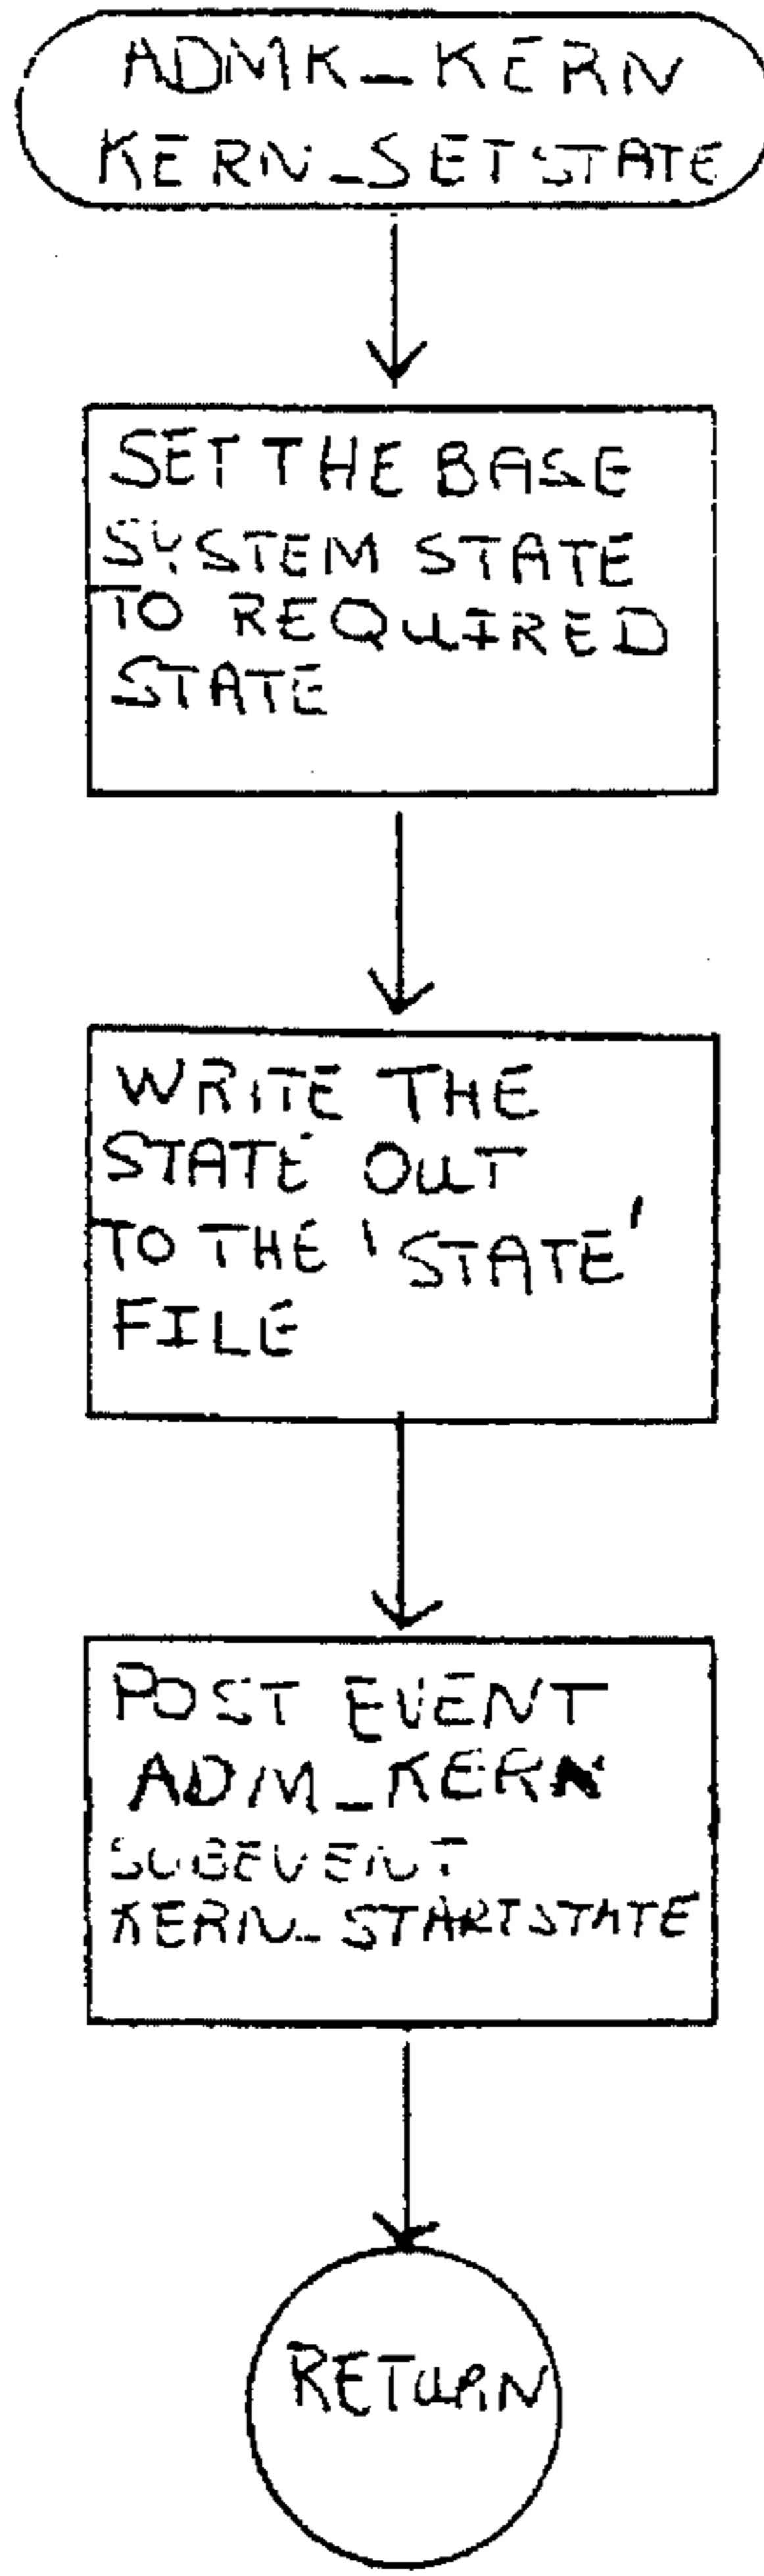 ADMK_KERN
KERN_SETSTATE
SET THE BASE
SYSTEM STATE
TO REQUIRED
STATE
WRITE THE
STATE OUT
TO THE 'STATE'
FILE
POST EVENT
ADM_KERN
SUBEVENT
KERN_STARTSTATE
RETURN